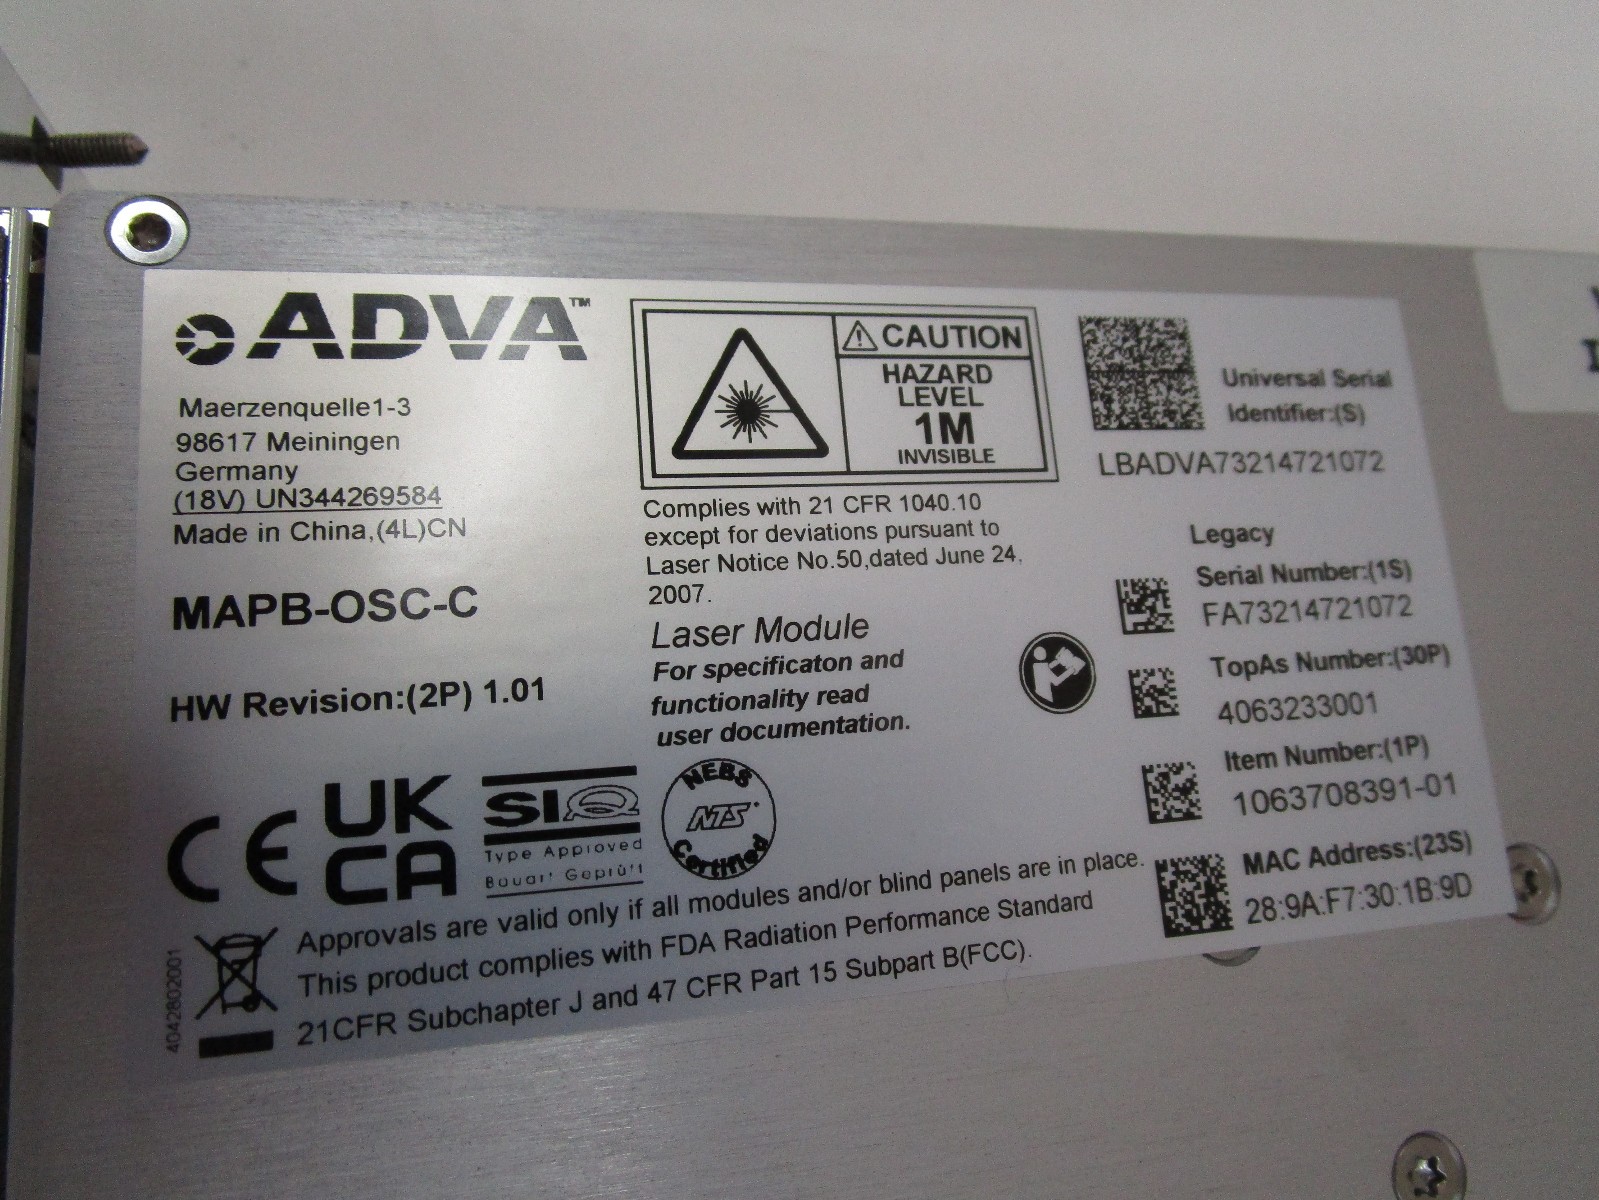 ADVA™
Maerzenquelle1-3
98617 Meiningen
Germany
(18V) UN344269584
Made in China,(4L)CN
MAPB-OSC-C
HW Revision:(2P) 1.01
CE
UK
CA
SIQ
Type Approved
Bauart Geprüft
NEBS
NTS
Certified
CAUTION
HAZARD
LEVEL
1M
INVISIBLE
Complies with 21 CFR 1040.10
except for deviations pursuant to
Laser Notice No.50,dated June 24,
2007.
Laser Module
For specificaton and
functionality read
user documentation.
Universal Serial
Identifier:(S)
LBADVA73214721072
Legacy
Serial Number:(1S)
FA73214721072
TopAs Number:(30P)
4063233001
Item Number:(1P)
1063708391-01
MAC Address:(23S)
28:9A:F7:30:1B:9D
Approvals are valid only if all modules and/or blind panels are in place.
This product complies with FDA Radiation Performance Standard
21CFR Subchapter J and 47 CFR Part 15 Subpart B(FCC).
4042802001